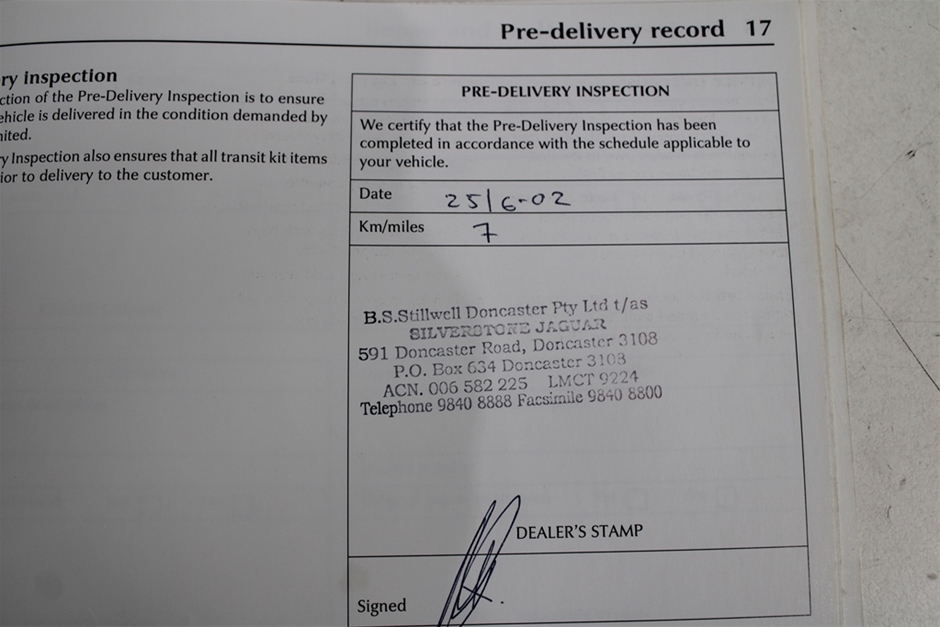 Pre-delivery record 17
ry inspection
ction of the Pre-Delivery Inspection is to ensure
ehicle is delivered in the condition demanded by
nited.
y Inspection also ensures that all transit kit items
ior to delivery to the customer.
PRE-DELIVERY INSPECTION
We certify that the Pre-Delivery Inspection has been
completed in accordance with the schedule applicable to
your vehicle.
Date 25/6-02
Km/miles 7
B.S.Stillwell Doncaster Pty Ltd t/as
SILVERSTONE JAGUAR
591 Doncaster Road, Doncaster 3108
P.O. Box 634 Doncaster 3108
ACN. 006 582 225 LMCT 9224
Telephone 9840 8888 Facsimile 9840 8800
DEALER'S STAMP
Signed